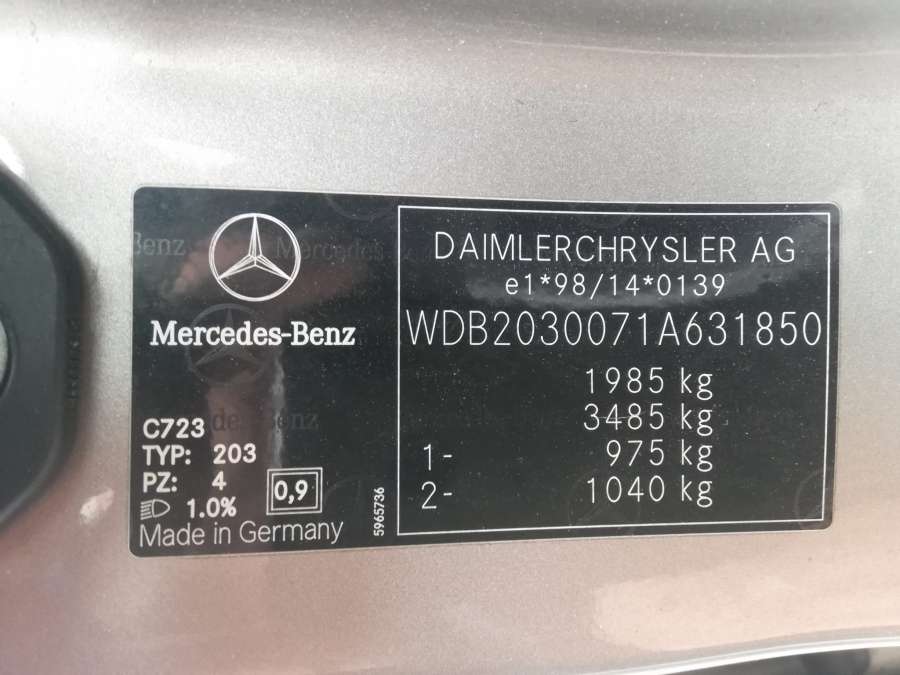 Mercedes-Benz
C723
TYP: 203
PZ: 4
1.0%
0,9
Made in Germany
5965736
DAIMLERCHRYSLER AG
e1*98/14*0139
WDB2030071A631850
1985 kg
3485 kg
1- 975 kg
2- 1040 kg